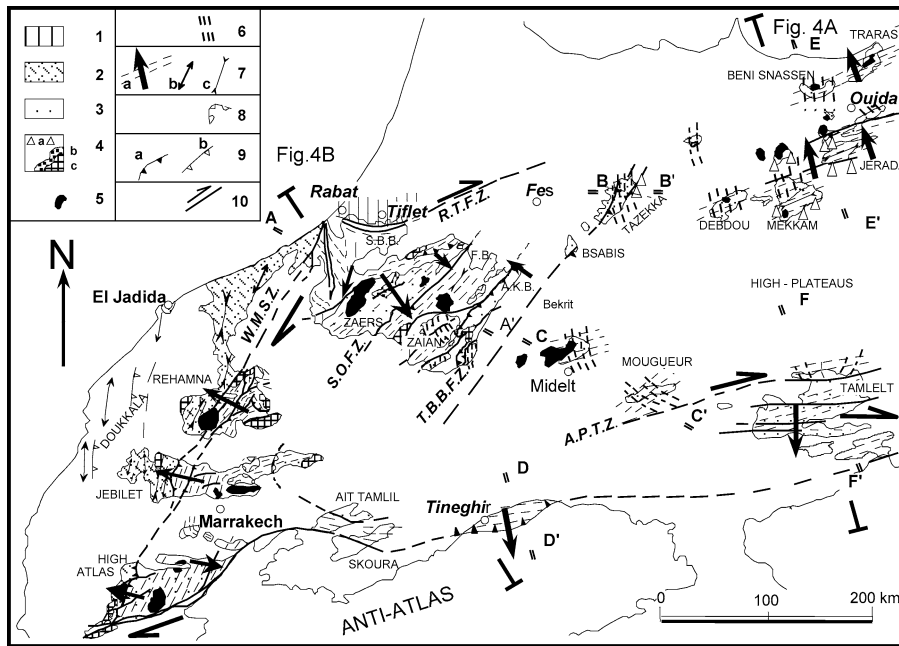 1
2
3
4
5
a
b
c
6
a
b
c
7
8
a
b
9
10
Fig. 4A
E
TRARAS
BENI SNASSEN
Oujda
JERADA
Fig.4B
Rabat
Tiflet
R.T.F.Z.
Fes
A
S.B.B.
B
B'
TAZEKKA
DEBDOU
MEKKAM
E'
N
F.B.
BSABIS
A.K.B.
HIGH - PLATEAUS
El Jadida
W.M.S.Z.
ZAERS
Bekrit
F
ZAIAN
A'
C
S.O.F.Z.
Midelt
MOUGUEUR
REHAMNA
T.B.B.F.Z.
TAMLELT
DOUKKALA
A.P.T.Z.
C'
JEBILET
D
F'
AIT TAMLIL
Tineghir
Marrakech
D'
HIGH
ATLAS
SKOURA
ANTI-ATLAS
0
100
200 km